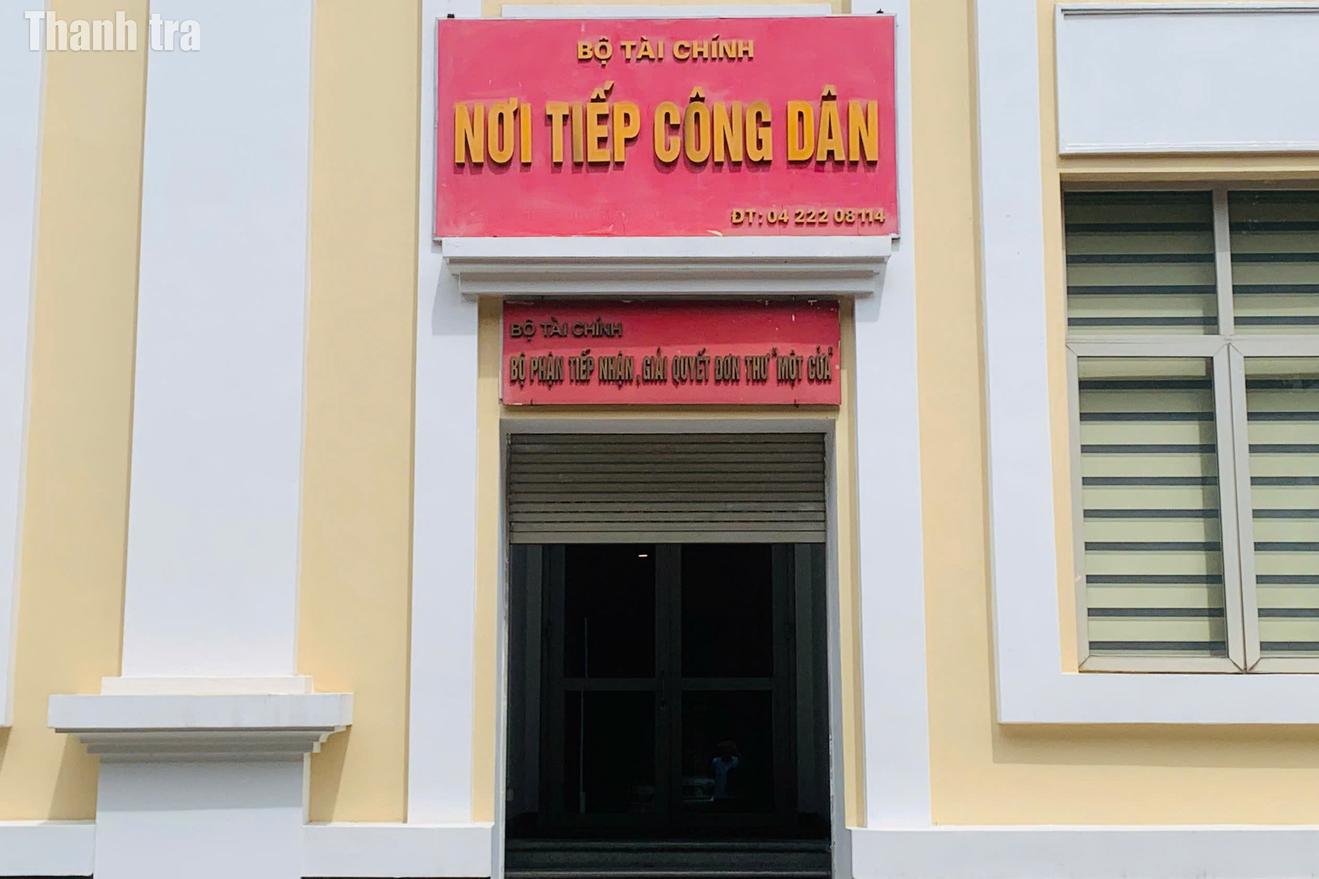 Thanh tra
BỘ TÀI CHÍNH
NƠI TIẾP CÔNG DÂN
ĐT: 04 222 08114
BỘ TÀI CHÍNH
BỘ PHẬN TIẾP NHẬN, GIẢI QUYẾT ĐƠN THƯ "MỘT CỬA"